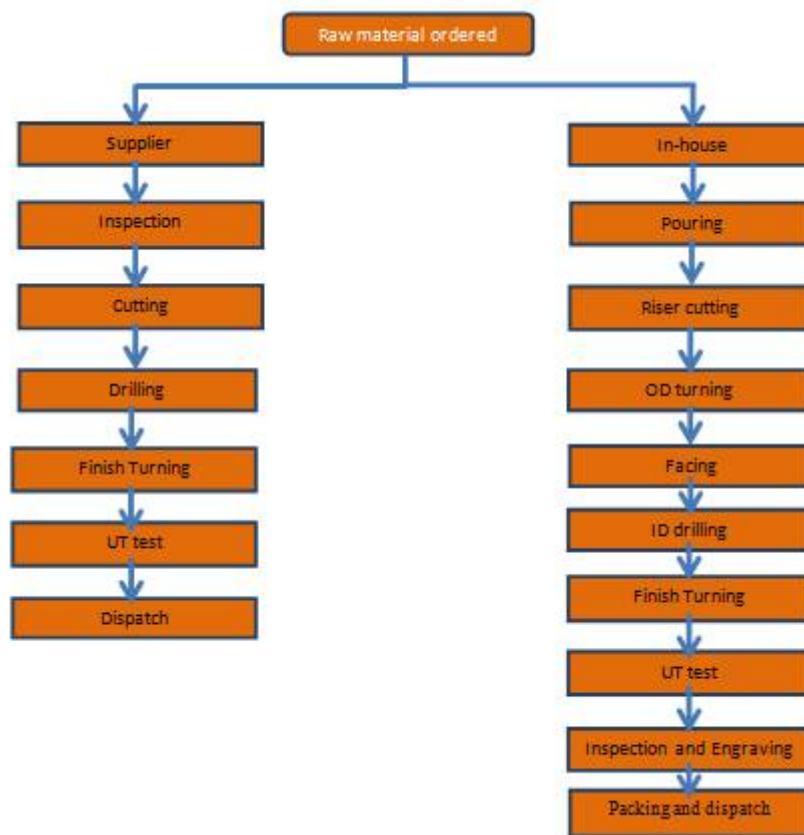 Raw material ordered
Supplier
Inspection
Cutting
Drilling
Finish Turning
UT test
Dispatch
In-house
Pouring
Riser cutting
OD turning
Facing
ID drilling
Finish Turning
UT test
Inspection and Engraving
Packing and dispatch